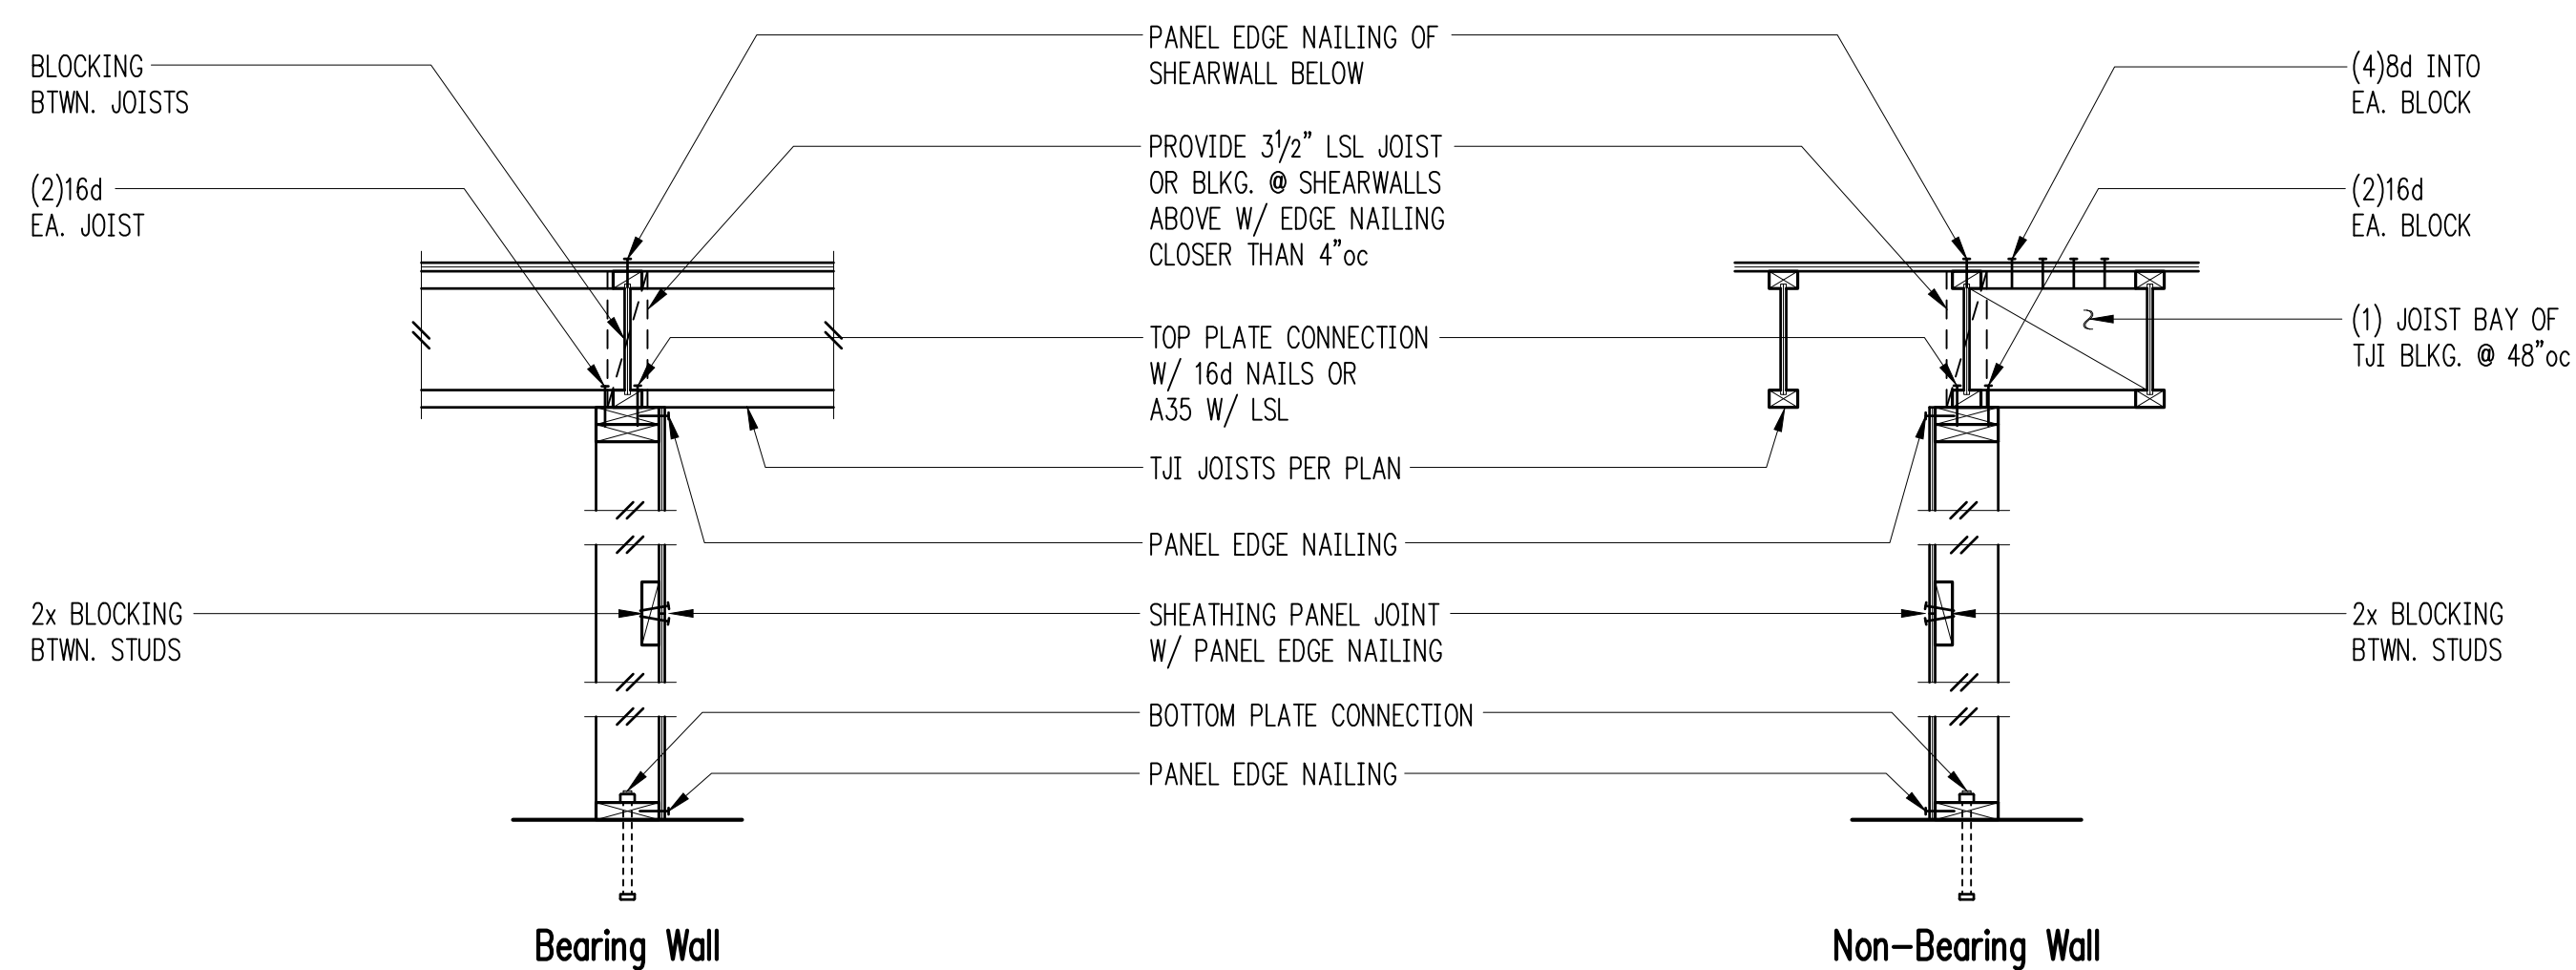 BLOCKING
BTWN. JOISTS
(2)16d
EA. JOIST
2x BLOCKING
BTWN. STUDS
PANEL EDGE NAILING OF
SHEARWALL BELOW
PROVIDE 3 1/2" LSL JOIST
OR BLKG. @ SHEARWALLS
ABOVE W/ EDGE NAILING
CLOSER THAN 4"oc
TOP PLATE CONNECTION
W/ 16d NAILS OR
A35 W/ LSL
TJI JOISTS PER PLAN
PANEL EDGE NAILING
SHEATHING PANEL JOINT
W/ PANEL EDGE NAILING
BOTTOM PLATE CONNECTION
PANEL EDGE NAILING
(4)8d INTO
EA. BLOCK
(2)16d
EA. BLOCK
(1) JOIST BAY OF
TJI BLKG. @ 48"oc
2x BLOCKING
BTWN. STUDS
Bearing Wall
Non-Bearing Wall